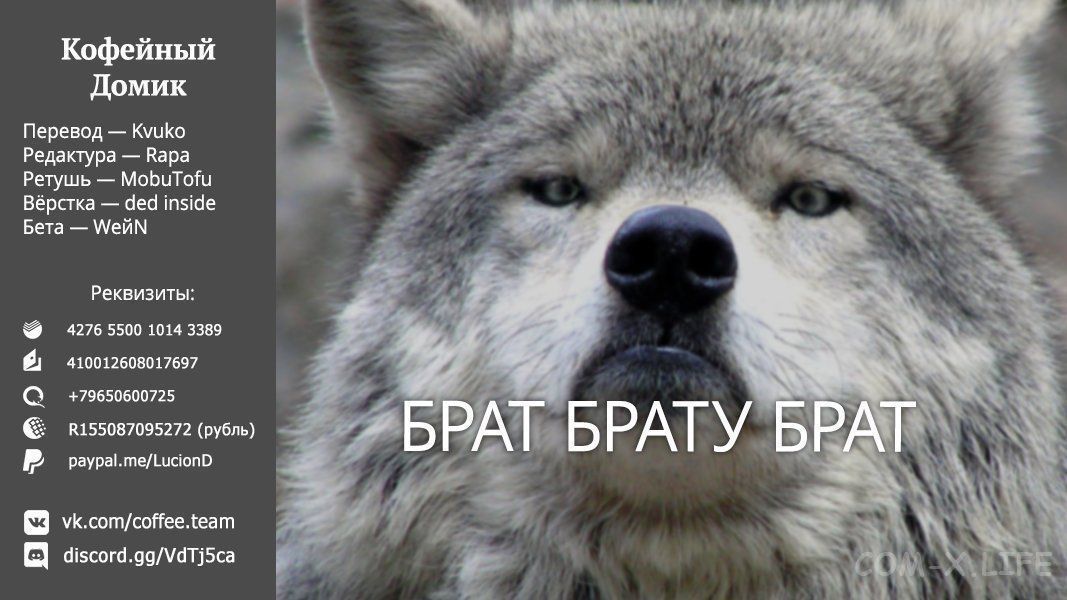 Кофейный
Домик
Перевод — Kvuko
Редактура — Rapa
Ретушь — MobuTofu
Вёрстка — ded inside
Бета — WeйN
Реквизиты:
4276 5500 1014 3389
410012608017697
+79650600725
R155087095272 (рубль)
paypal.me/LucionD
vk.com/coffee.team
discord.gg/VdTj5ca
БРАТ БРАТУ БРАТ
COM-X.LIFE